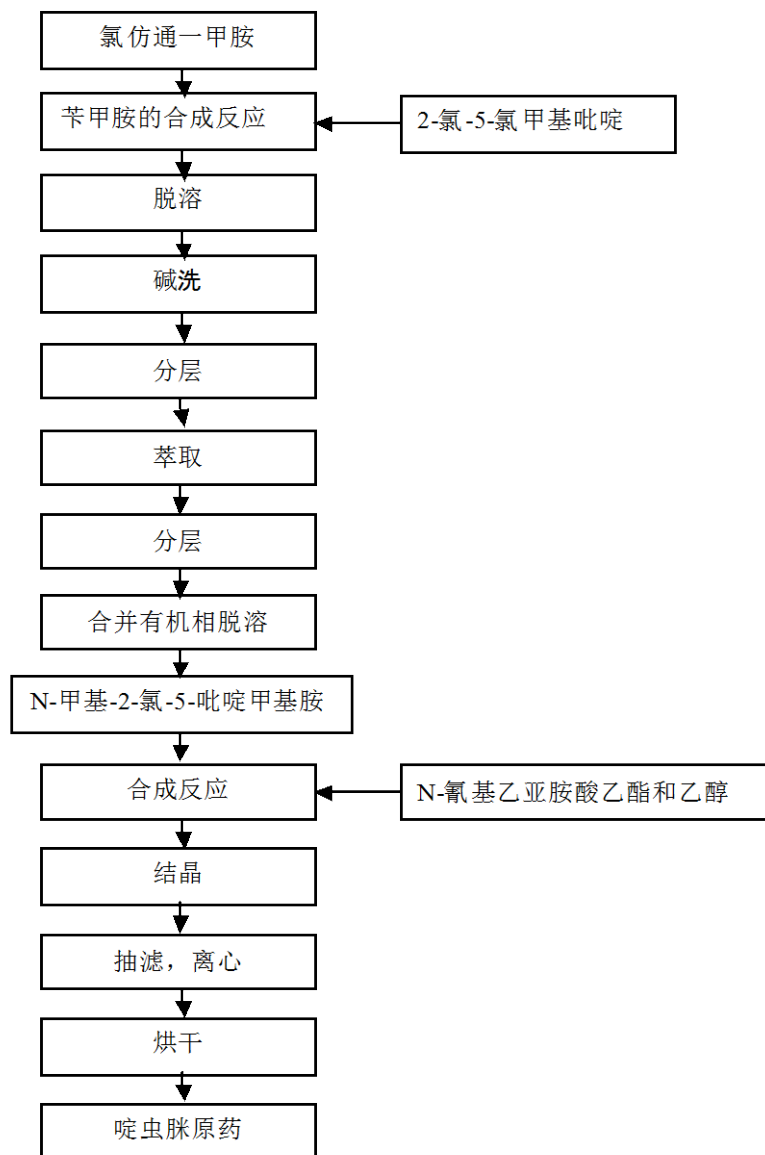 氯仿通一甲胺
苄甲胺的合成反应
2-氯-5-氯甲基吡啶
脱溶
碱洗
分层
萃取
分层
合并有机相脱溶
N-甲基-2-氯-5-吡啶甲基胺
合成反应
N-氰基乙亚胺酸乙酯和乙醇
结晶
抽滤，离心
烘干
啶虫脒原药